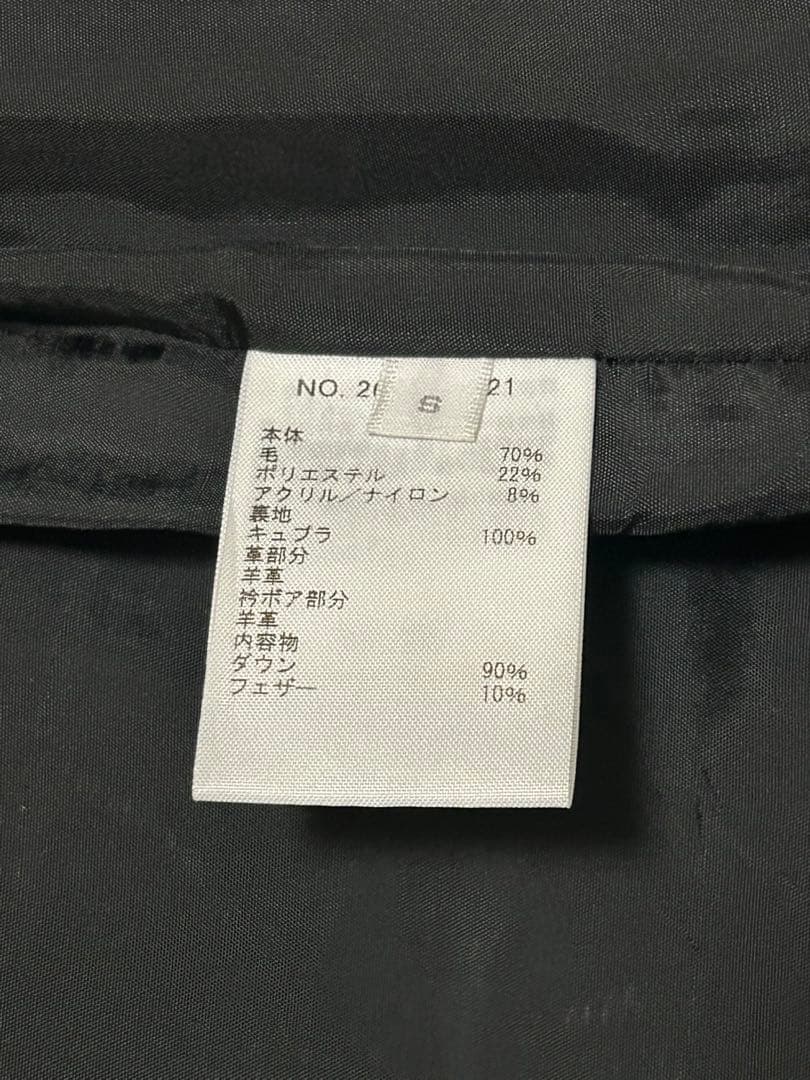 NO. 2 21
S
本体
毛 70%
ポリエステル 22%
アクリル／ナイロン 8%
裏地
キュプラ 100%
革部分
羊革
衿ボア部分
羊革
内容物
ダウン 90%
フェザー 10%